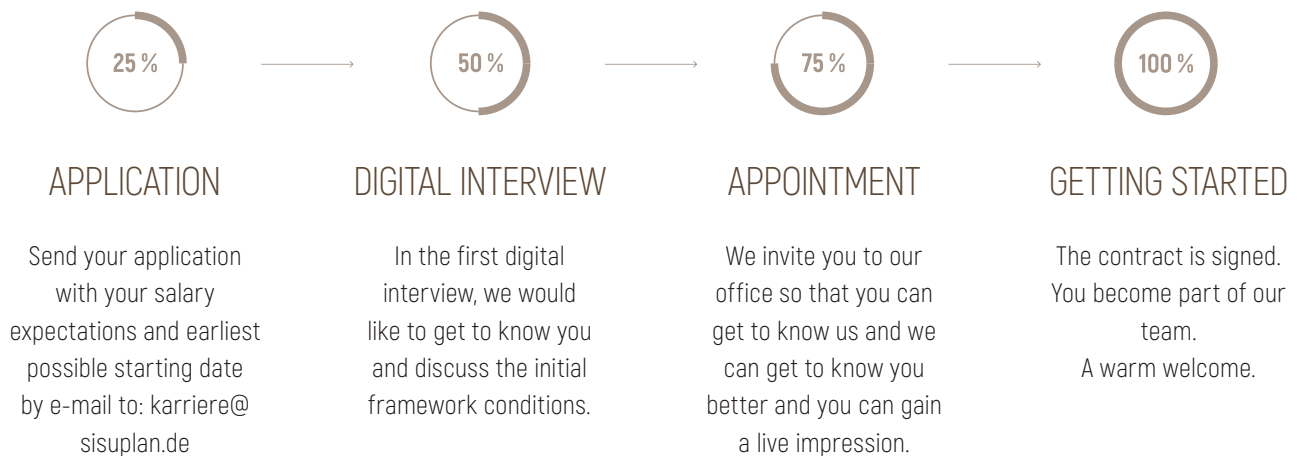 25 %
50 %
75 %
100 %
APPLICATION
Send your application
with your salary
expectations and earliest
possible starting date
by e-mail to: karriere@
sisuplan.de
DIGITAL INTERVIEW
In the first digital
interview, we would
like to get to know you
and discuss the initial
framework conditions.
APPOINTMENT
We invite you to our
office so that you can
get to know us and we
can get to know you
better and you can gain
a live impression.
GETTING STARTED
The contract is signed.
You become part of our
team.
A warm welcome.